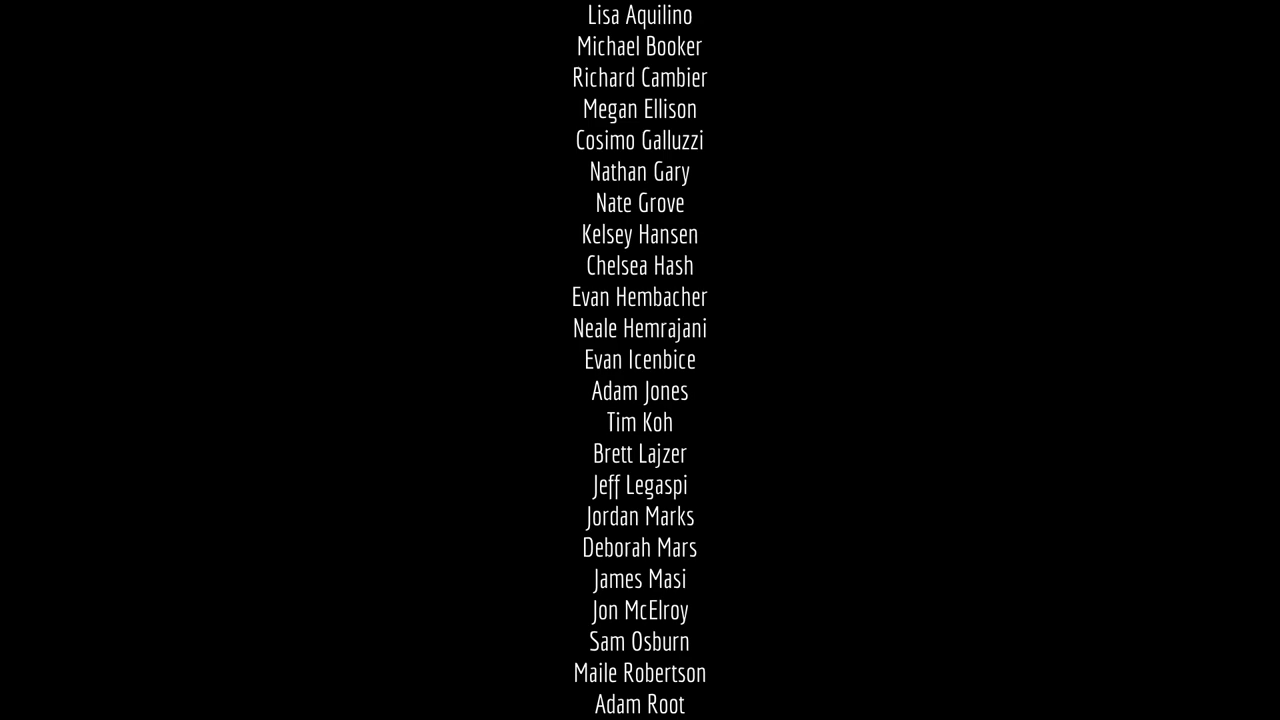 Lisa Aquilino
Michael Booker
Richard Cambier
Megan Ellison
Cosimo Galluzzi
Nathan Gary
Nate Grove
Kelsey Hansen
Chelsea Hash
Evan Hembacher
Neale Hemrajani
Evan Icenbice
Adam Jones
Tim Koh
Brett Lajzer
Jeff Legaspi
Jordan Marks
Deborah Mars
James Masi
Jon McElroy
Sam Osburn
Maile Robertson
Adam Root